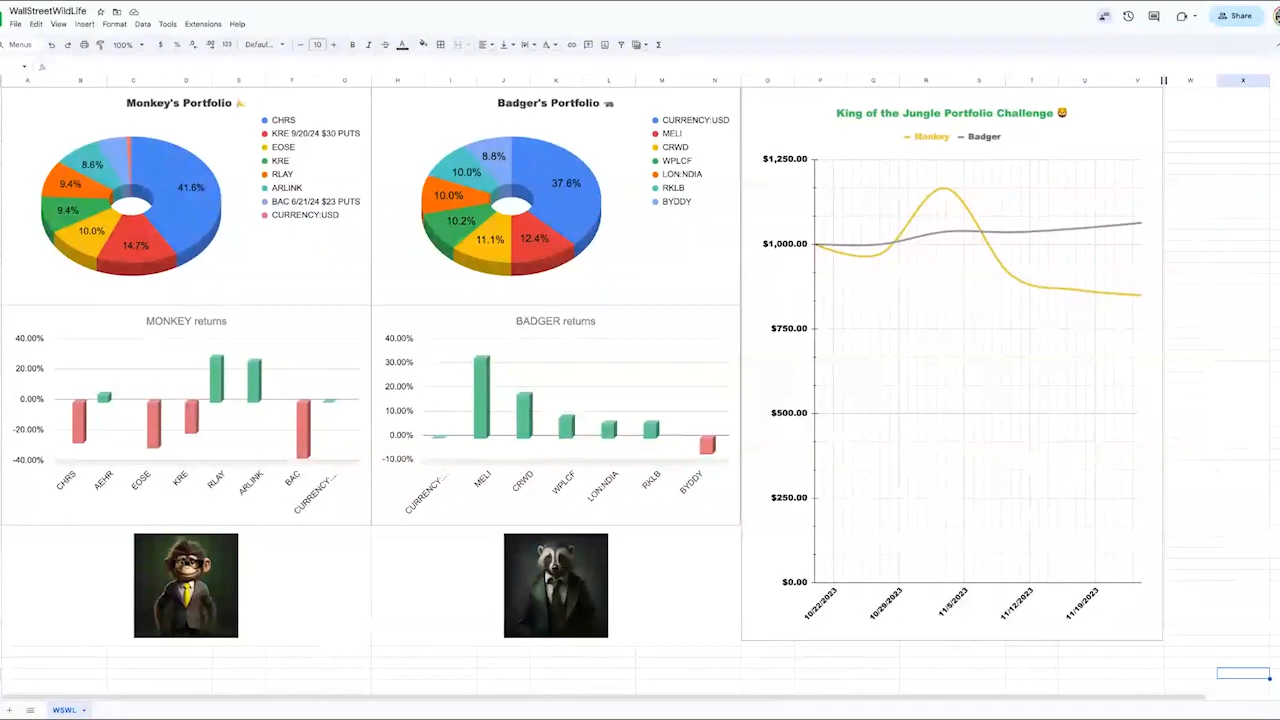 WallStreetWildLife
File Edit View Insert Format Data Tools Extensions Help
Share
Menus 100% $ % .0 .00 123 Defaul... 10 B I A
fx
A B C D E F G H I J K L M N O P Q R S T U V W X
Monkey's Portfolio
CHRS
KRE 9/20/24 $30 PUTS
EOSE
KRE
RLAY
ARLINK
BAC 6/21/24 $23 PUTS
CURRENCY:USD
41.6%
14.7%
10.0%
9.4%
9.4%
8.6%
Badger's Portfolio
CURRENCY:USD
MELI
CRWD
WPLCF
LON:NDIA
RKLB
BYDDY
37.6%
12.4%
11.1%
10.2%
10.0%
10.0%
8.8%
MONKEY returns
40.00%
20.00%
0.00%
-20.00%
-40.00%
CHRS
AEHR
EOSE
KRE
RLAY
ARLINK
BAC
CURRENCY:...
BADGER returns
40.00%
30.00%
20.00%
10.00%
0.00%
-10.00%
CURRENCY:...
MELI
CRWD
WPLCF
LON:NDIA
RKLB
BYDDY
King of the Jungle Portfolio Challenge
Monkey Badger
$1,250.00
$1,000.00
$750.00
$500.00
$250.00
$0.00
10/22/2023
10/29/2023
11/5/2023
11/12/2023
11/19/2023
WSWL